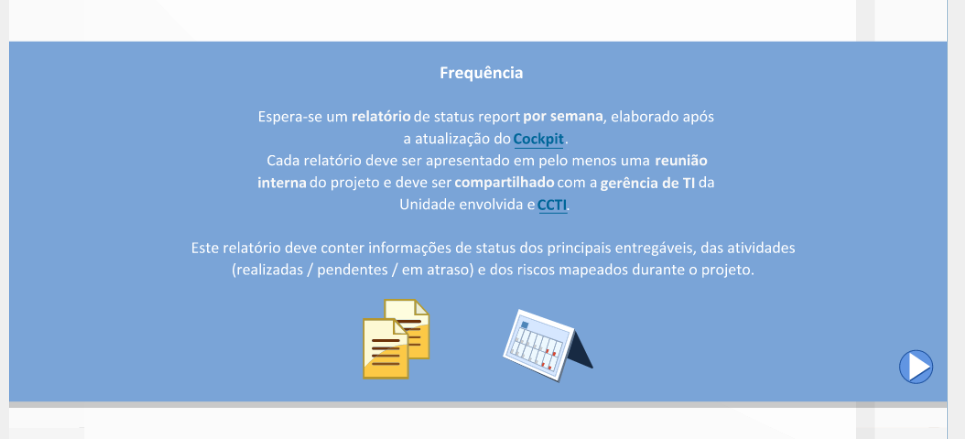 Frequência
Espera-se um relatório de status report por semana, elaborado após
a atualização do Cockpit.
Cada relatório deve ser apresentado em pelo menos uma reunião
interna do projeto e deve ser compartilhado com a gerência de TI da
Unidade envolvida e CCTI.
Este relatório deve conter informações de status dos principais entregáveis, das atividades
(realizadas / pendentes / em atraso) e dos riscos mapeados durante o projeto.